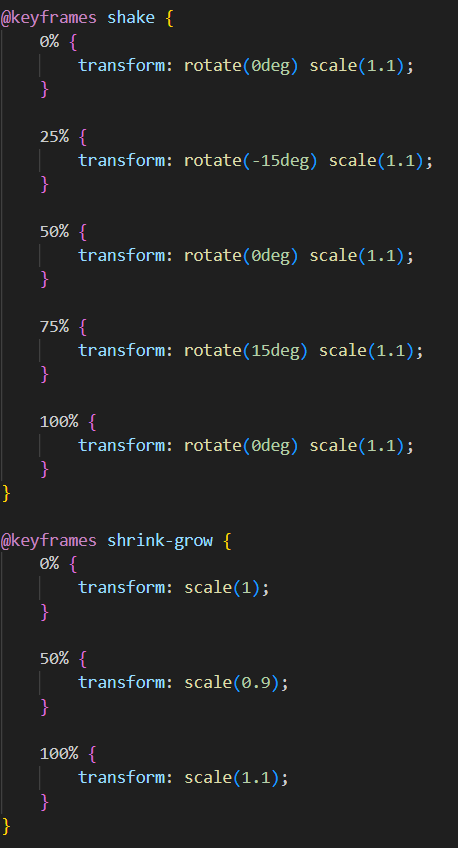 @keyframes shake {
    0% {
        transform: rotate(0deg) scale(1.1);
    }

    25% {
        transform: rotate(-15deg) scale(1.1);
    }

    50% {
        transform: rotate(0deg) scale(1.1);
    }

    75% {
        transform: rotate(15deg) scale(1.1);
    }

    100% {
        transform: rotate(0deg) scale(1.1);
    }
}

@keyframes shrink-grow {
    0% {
        transform: scale(1);
    }

    50% {
        transform: scale(0.9);
    }

    100% {
        transform: scale(1.1);
    }
}